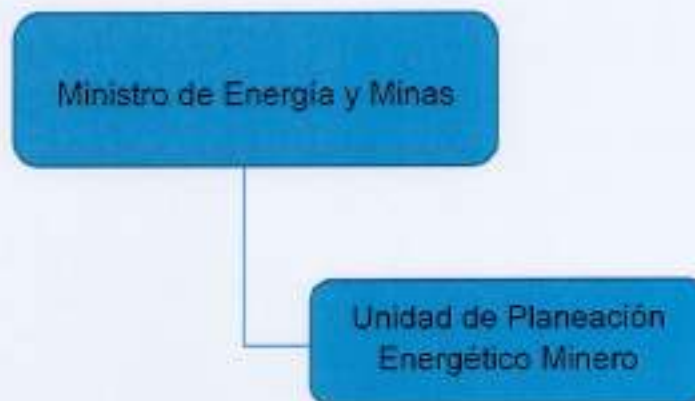 Ministro de Energía y Minas
Unidad de Planeación
Energético Minero